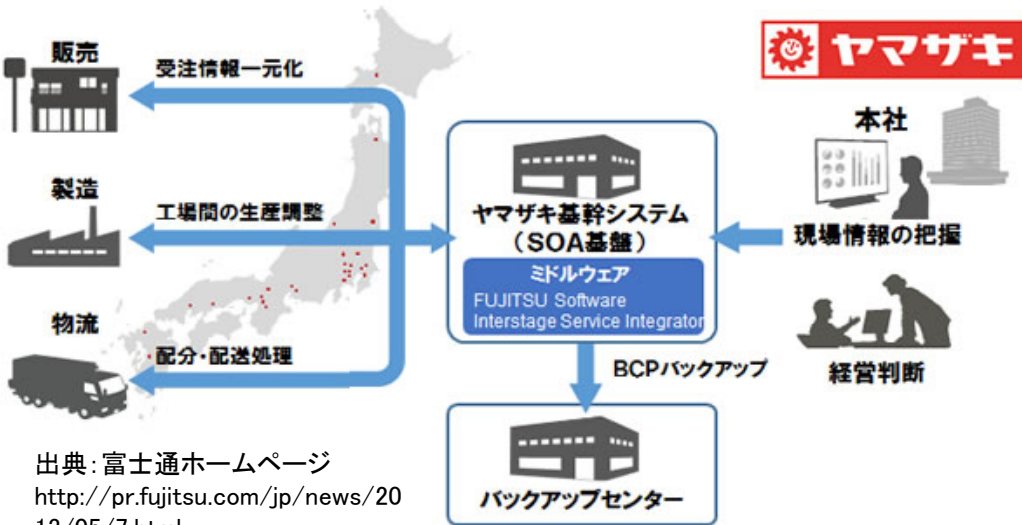 販売
受注情報一元化
製造
工場間の生産調整
物流
配分・配送処理
出典：富士通ホームページ
http://pr.fujitsu.com/jp/news/20
ヤマザキ基幹システム
（SOA基盤）
ミドルウェア
FUJITSU Software
Interstage Service Integrator
BCPバックアップ
バックアップセンター
ヤマザキ
本社
現場情報の把握
経営判断